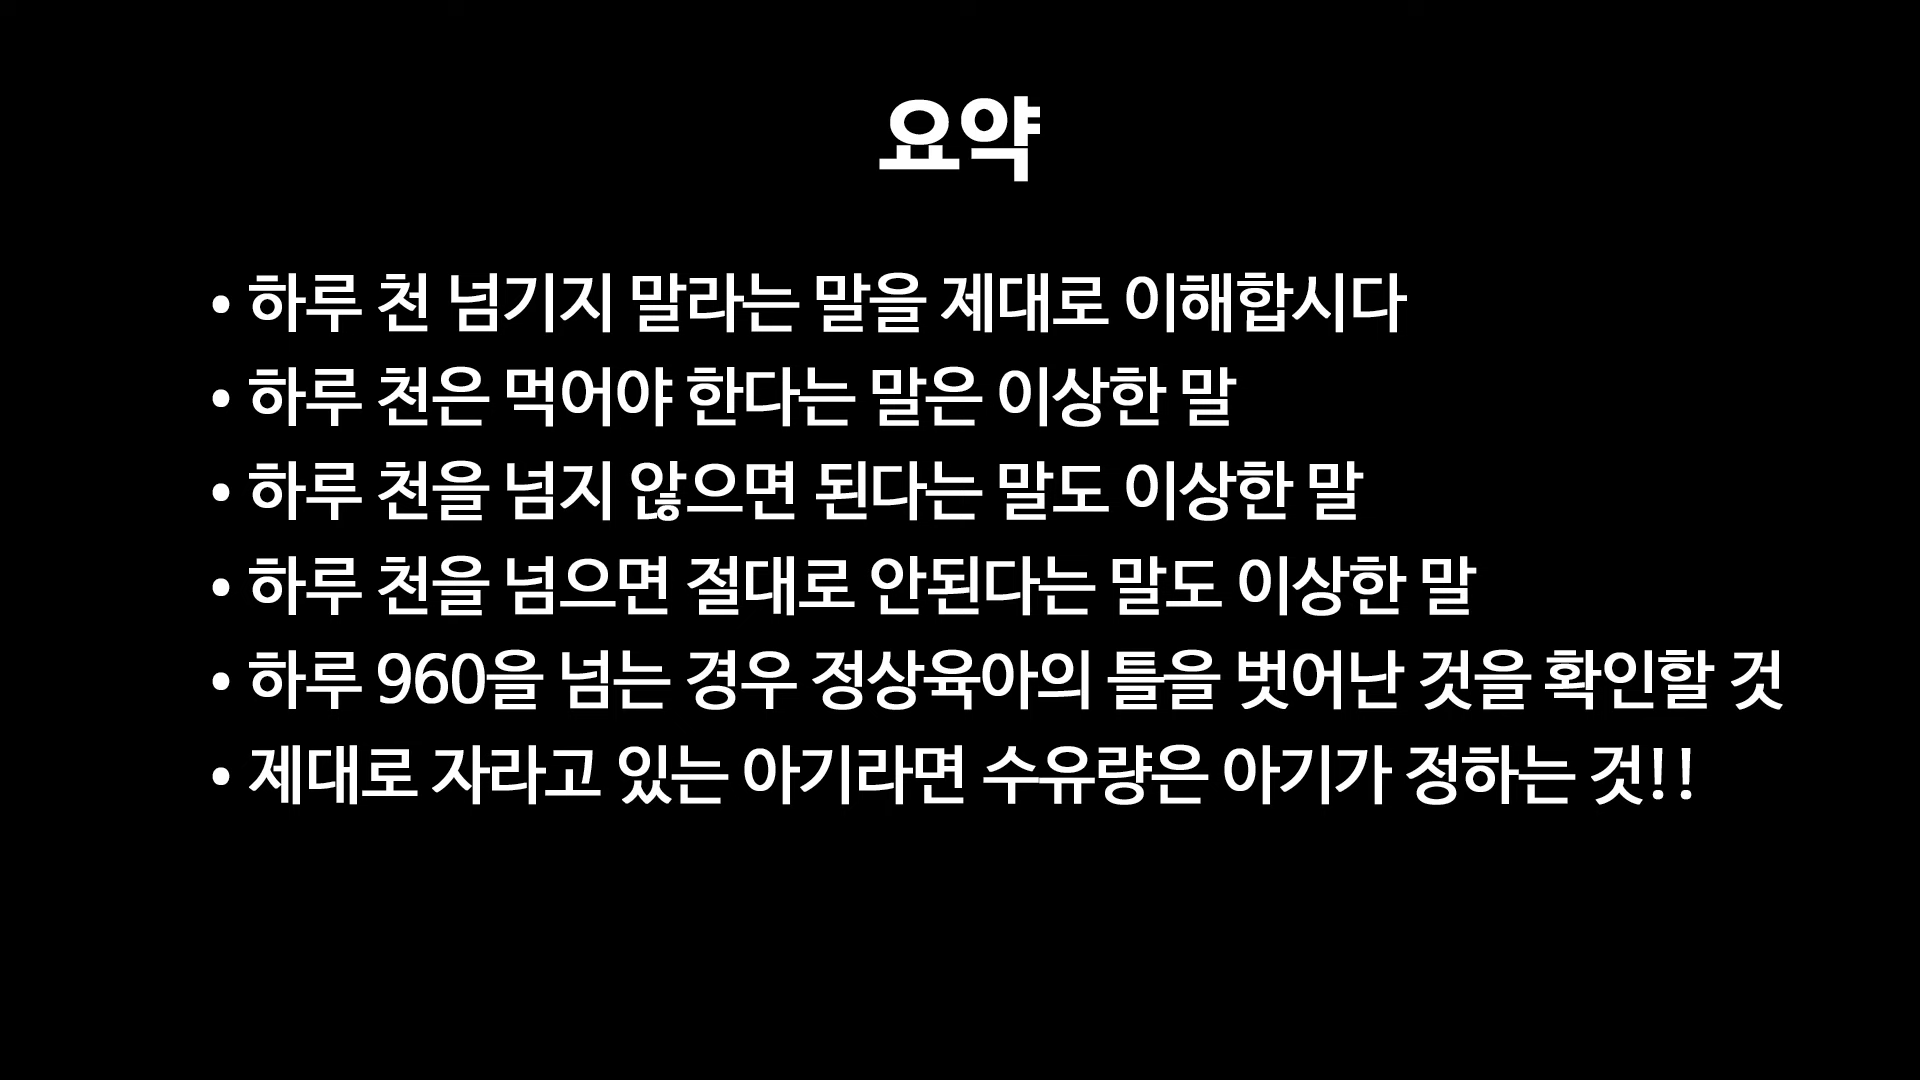 요약
• 하루 천 넘기지 말라는 말을 제대로 이해합시다
• 하루 천은 먹어야 한다는 말은 이상한 말
• 하루 천을 넘지 않으면 된다는 말도 이상한 말
• 하루 천을 넘으면 절대로 안된다는 말도 이상한 말
• 하루 960을 넘는 경우 정상육아의 틀을 벗어난 것을 확인할 것
• 제대로 자라고 있는 아기라면 수유량은 아기가 정하는 것!!